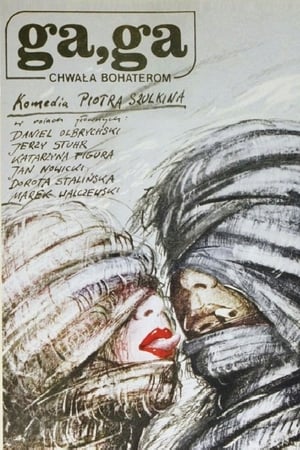 ga, ga
CHWAŁA BOHATEROM
Komedia PIOTRA SZULKINA
w rolach głównych:
DANIEL OLBRYCHSKI
JERZY STUHR
KATARZYNA FIGURA
JAN NOWICKI
DOROTA STALIŃSKA
MAREK WALCZEWSKI